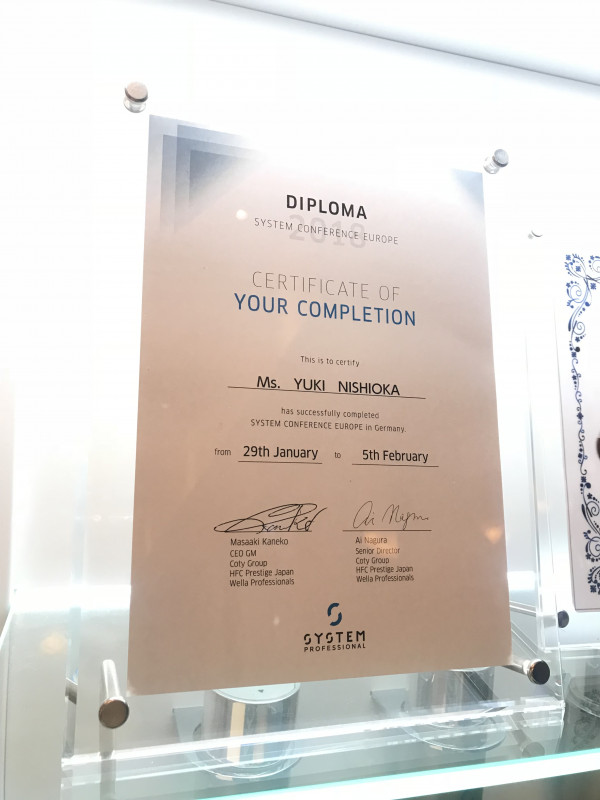 DIPLOMA
2018
SYSTEM CONFERENCE EUROPE
CERTIFICATE OF
YOUR COMPLETION
This is to certify
Ms. YUKI NISHIOKA
has successfully completed
SYSTEM CONFERENCE EUROPE in Germany.
from 29th January to 5th February
Masaaki Kaneko
CEO GM
Coty Group
HFC Prestige Japan
Wella Professionals
Ai Nagura
Senior Director
Coty Group
HFC Prestige Japan
Wella Professionals
SYSTEM
PROFESSIONAL